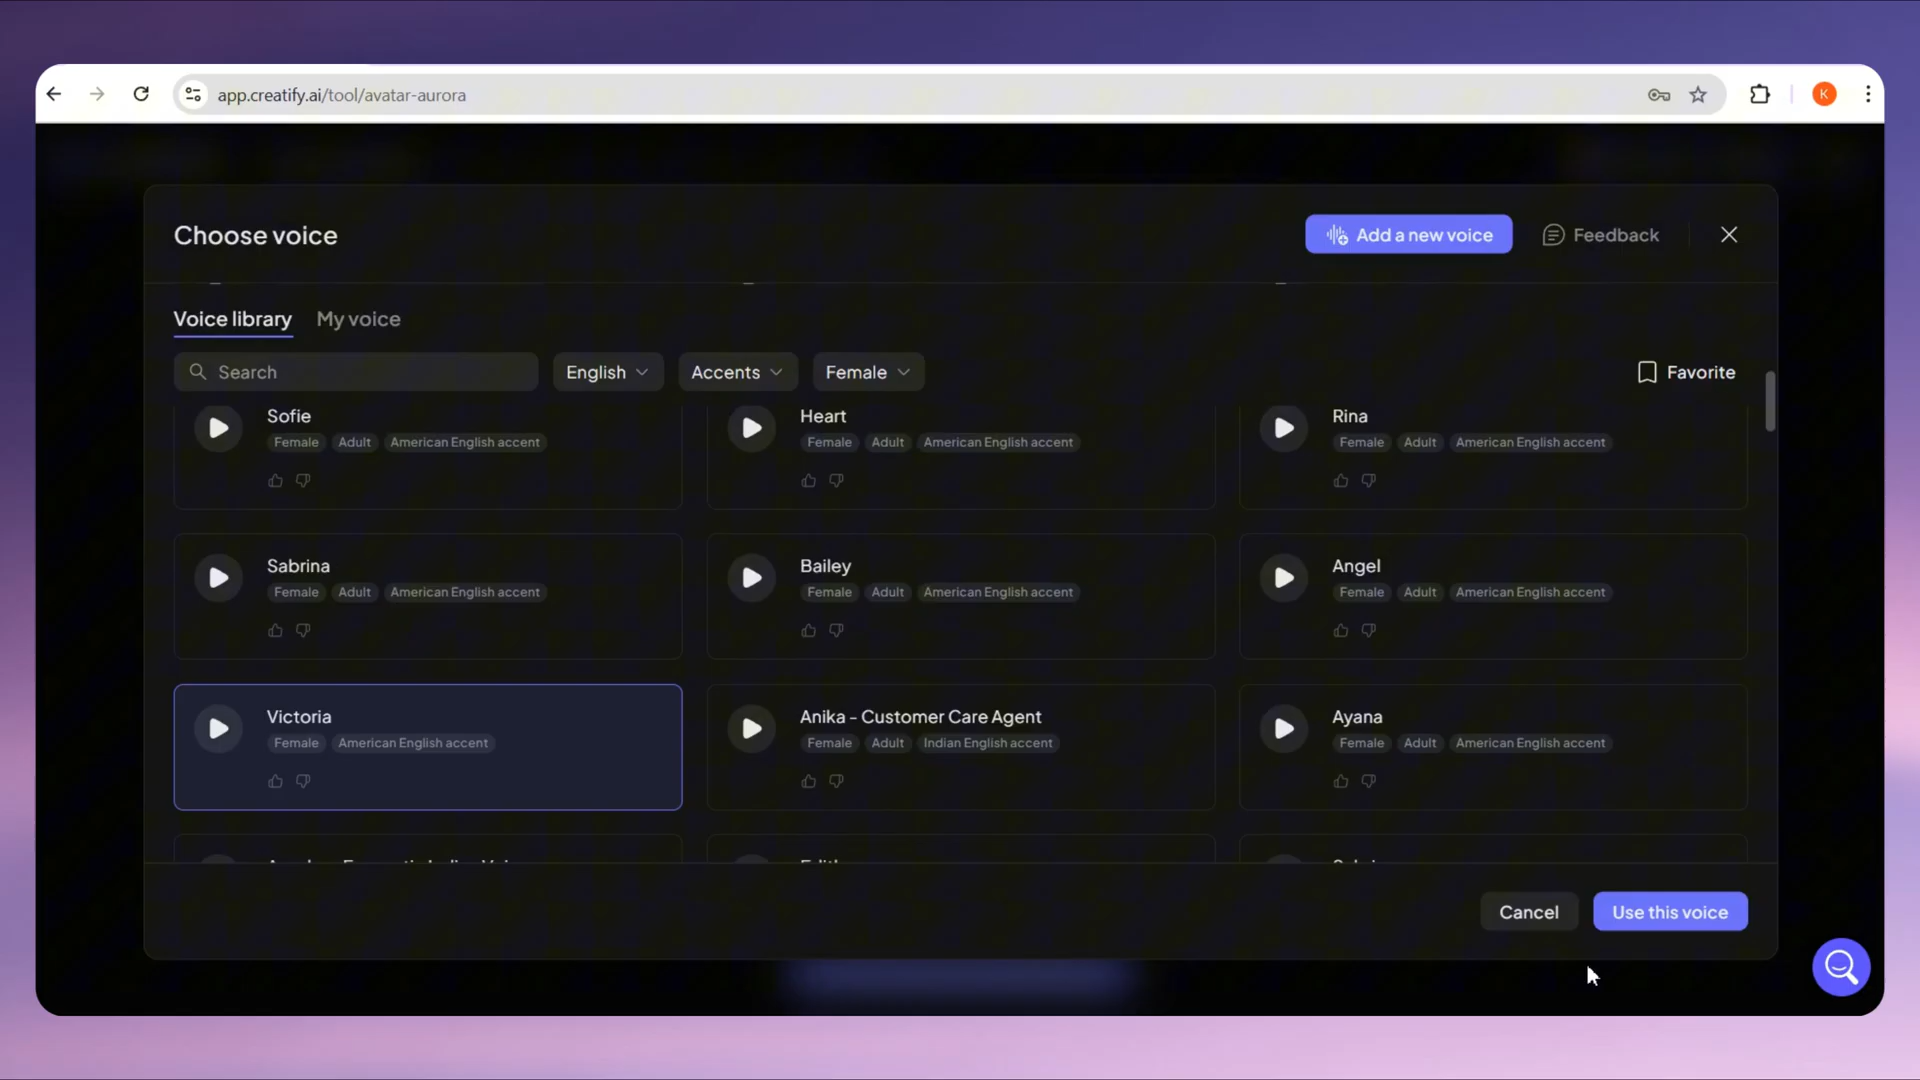 app.creatify.ai/tool/avatar-aurora
K
Choose voice
Add a new voice
Feedback
Voice library
My voice
Search
English
Accents
Female
Favorite
Sofie
Female Adult American English accent
Heart
Female Adult American English accent
Rina
Female Adult American English accent
Sabrina
Female Adult American English accent
Bailey
Female Adult American English accent
Angel
Female Adult American English accent
Victoria
Female American English accent
Anika - Customer Care Agent
Female Adult Indian English accent
Ayana
Female Adult American English accent
Cancel
Use this voice